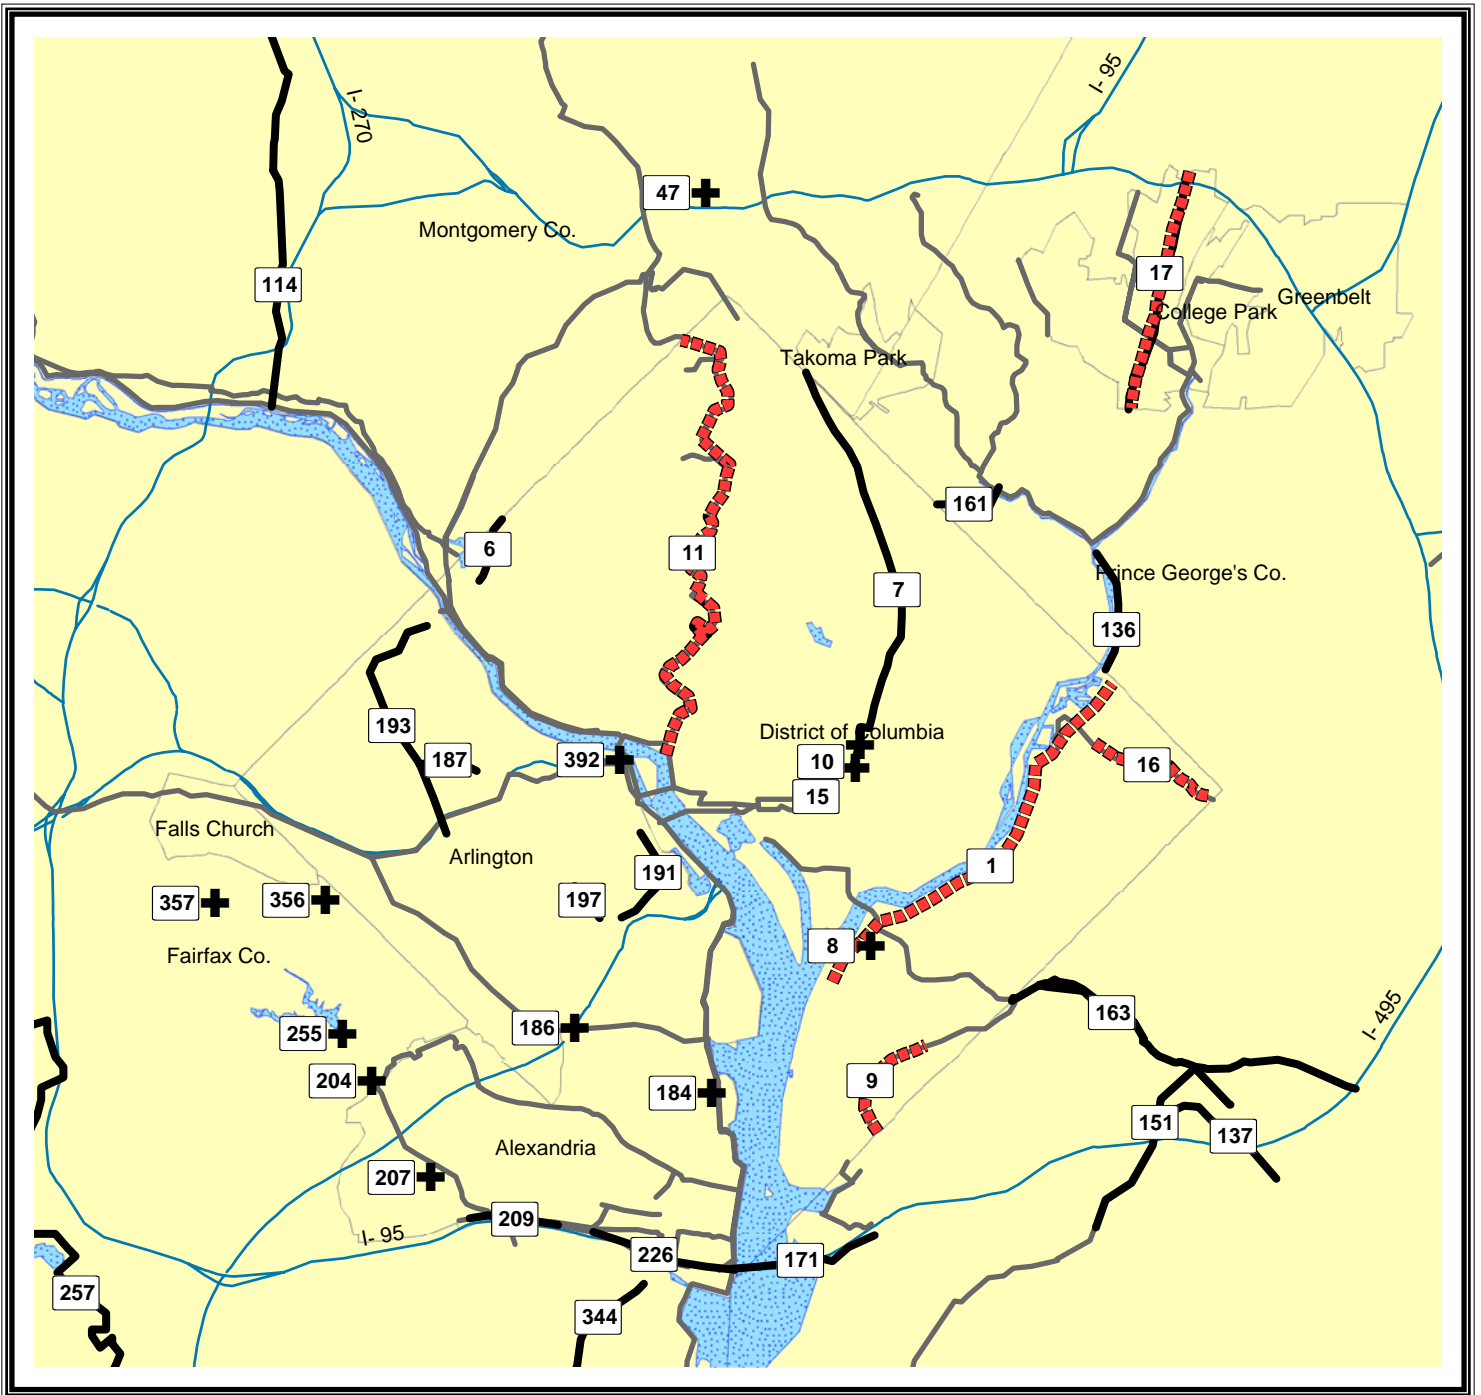 I- 95
I- 270
47
Montgomery Co.
17
114
Greenbelt
College Park
Takoma Park
161
6
11
Prince George's Co.
7
136
193
District of Columbia
187
392
10
16
15
Falls Church
Arlington
1
191
197
357
356
8
Fairfax Co.
163
I- 495
186
255
204
9
184
151
137
Alexandria
207
209
I- 95
226
171
257
344